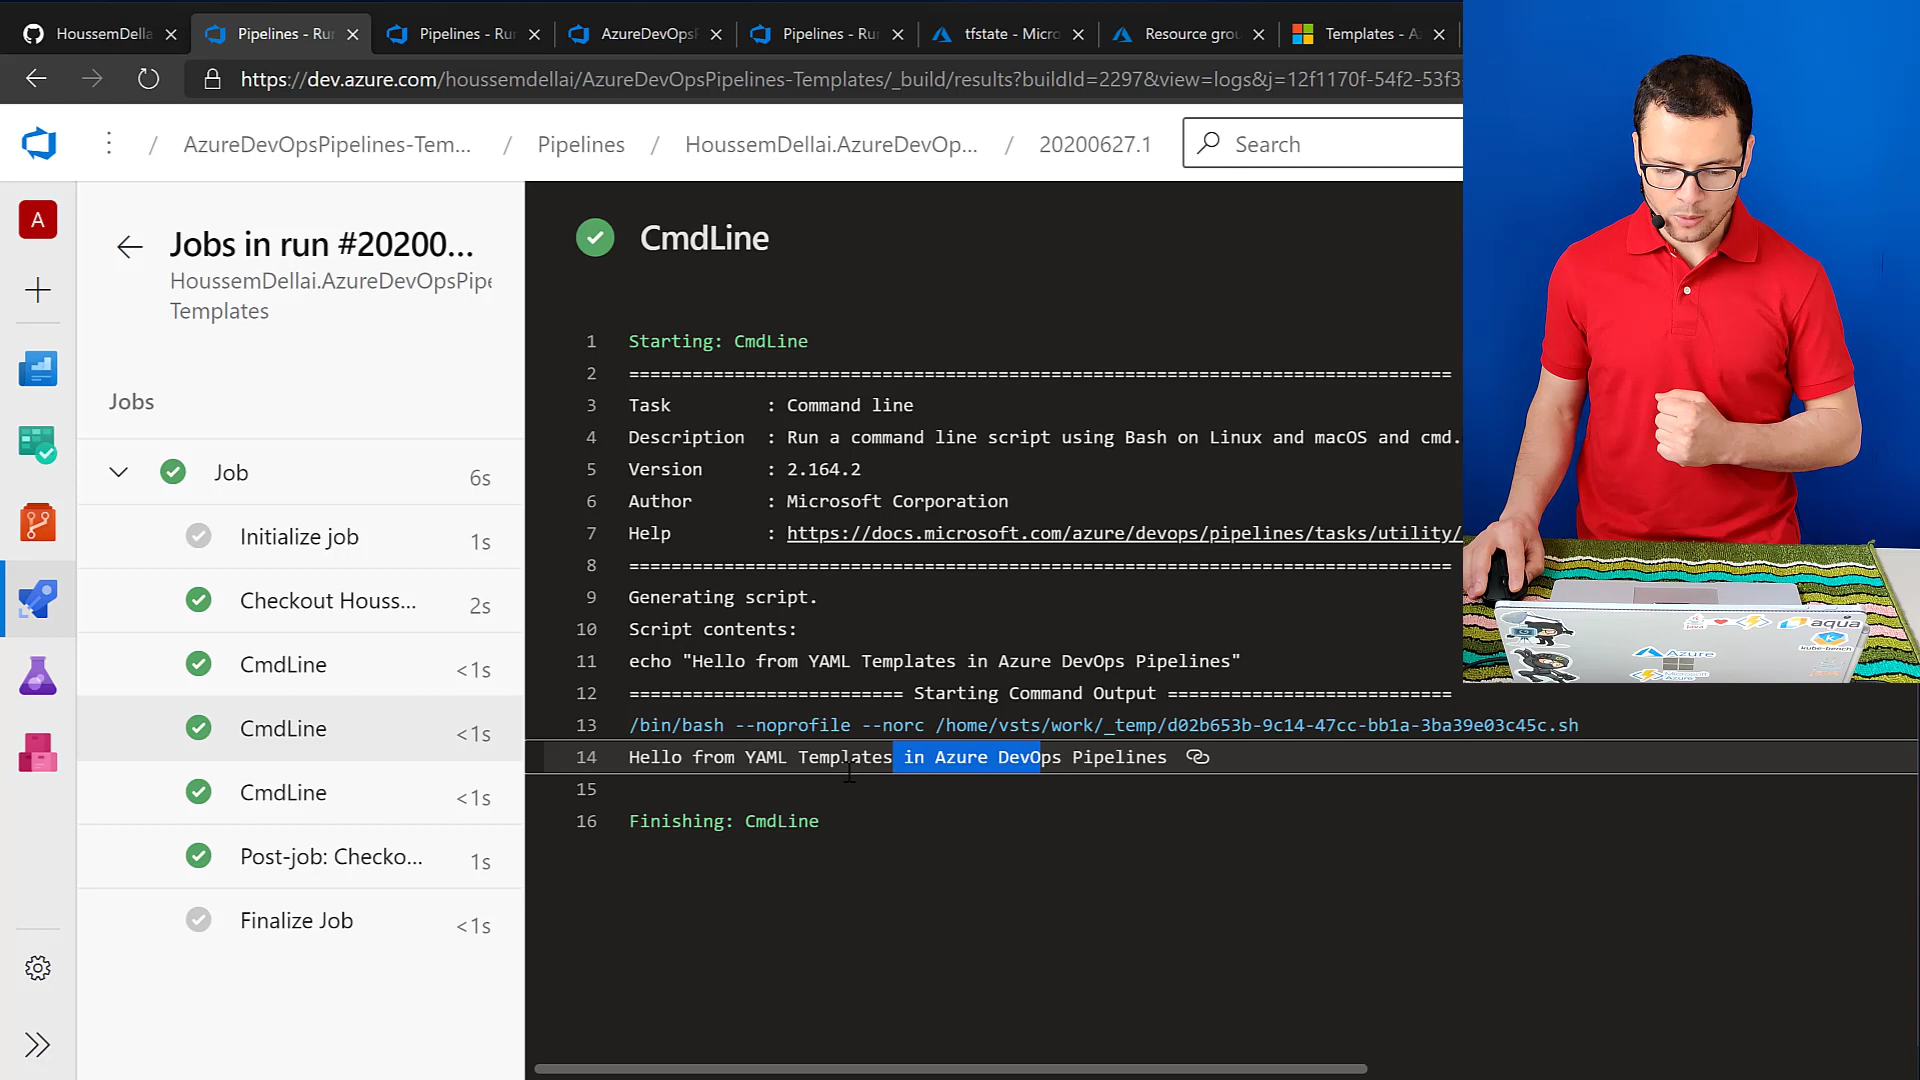 HoussemDella
Pipelines - Ru
Pipelines - Ru
AzureDevOps
Pipelines - Ru
tfstate - Micro
Resource grou
Templates - A
https://dev.azure.com/houssemdellai/AzureDevOpsPipelines-Templates/_build/results?buildId=2297&view=logs&j=12f1170f-54f2-53f3-
/ AzureDevOpsPipelines-Tem... / Pipelines / HoussemDellai.AzureDevOp... / 20200627.1
Search
A
Jobs in run #20200...
HoussemDellai.AzureDevOpsPipe
Templates
Jobs
Job 6s
Initialize job 1s
Checkout Houss... 2s
CmdLine <1s
CmdLine <1s
CmdLine <1s
Post-job: Checko... 1s
Finalize Job <1s
CmdLine
1 Starting: CmdLine
2 ==============================================================================
3 Task : Command line
4 Description : Run a command line script using Bash on Linux and macOS and cmd.
5 Version : 2.164.2
6 Author : Microsoft Corporation
7 Help : https://docs.microsoft.com/azure/devops/pipelines/tasks/utility/
8 ==============================================================================
9 Generating script.
10 Script contents:
11 echo "Hello from YAML Templates in Azure DevOps Pipelines"
12 ========================== Starting Command Output ===========================
13 /bin/bash --noprofile --norc /home/vsts/work/_temp/d02b653b-9c14-47cc-bb1a-3ba39e03c45c.sh
14 Hello from YAML Templates in Azure DevOps Pipelines
15
16 Finishing: CmdLine
aqua
kube-bench
Azure
Java